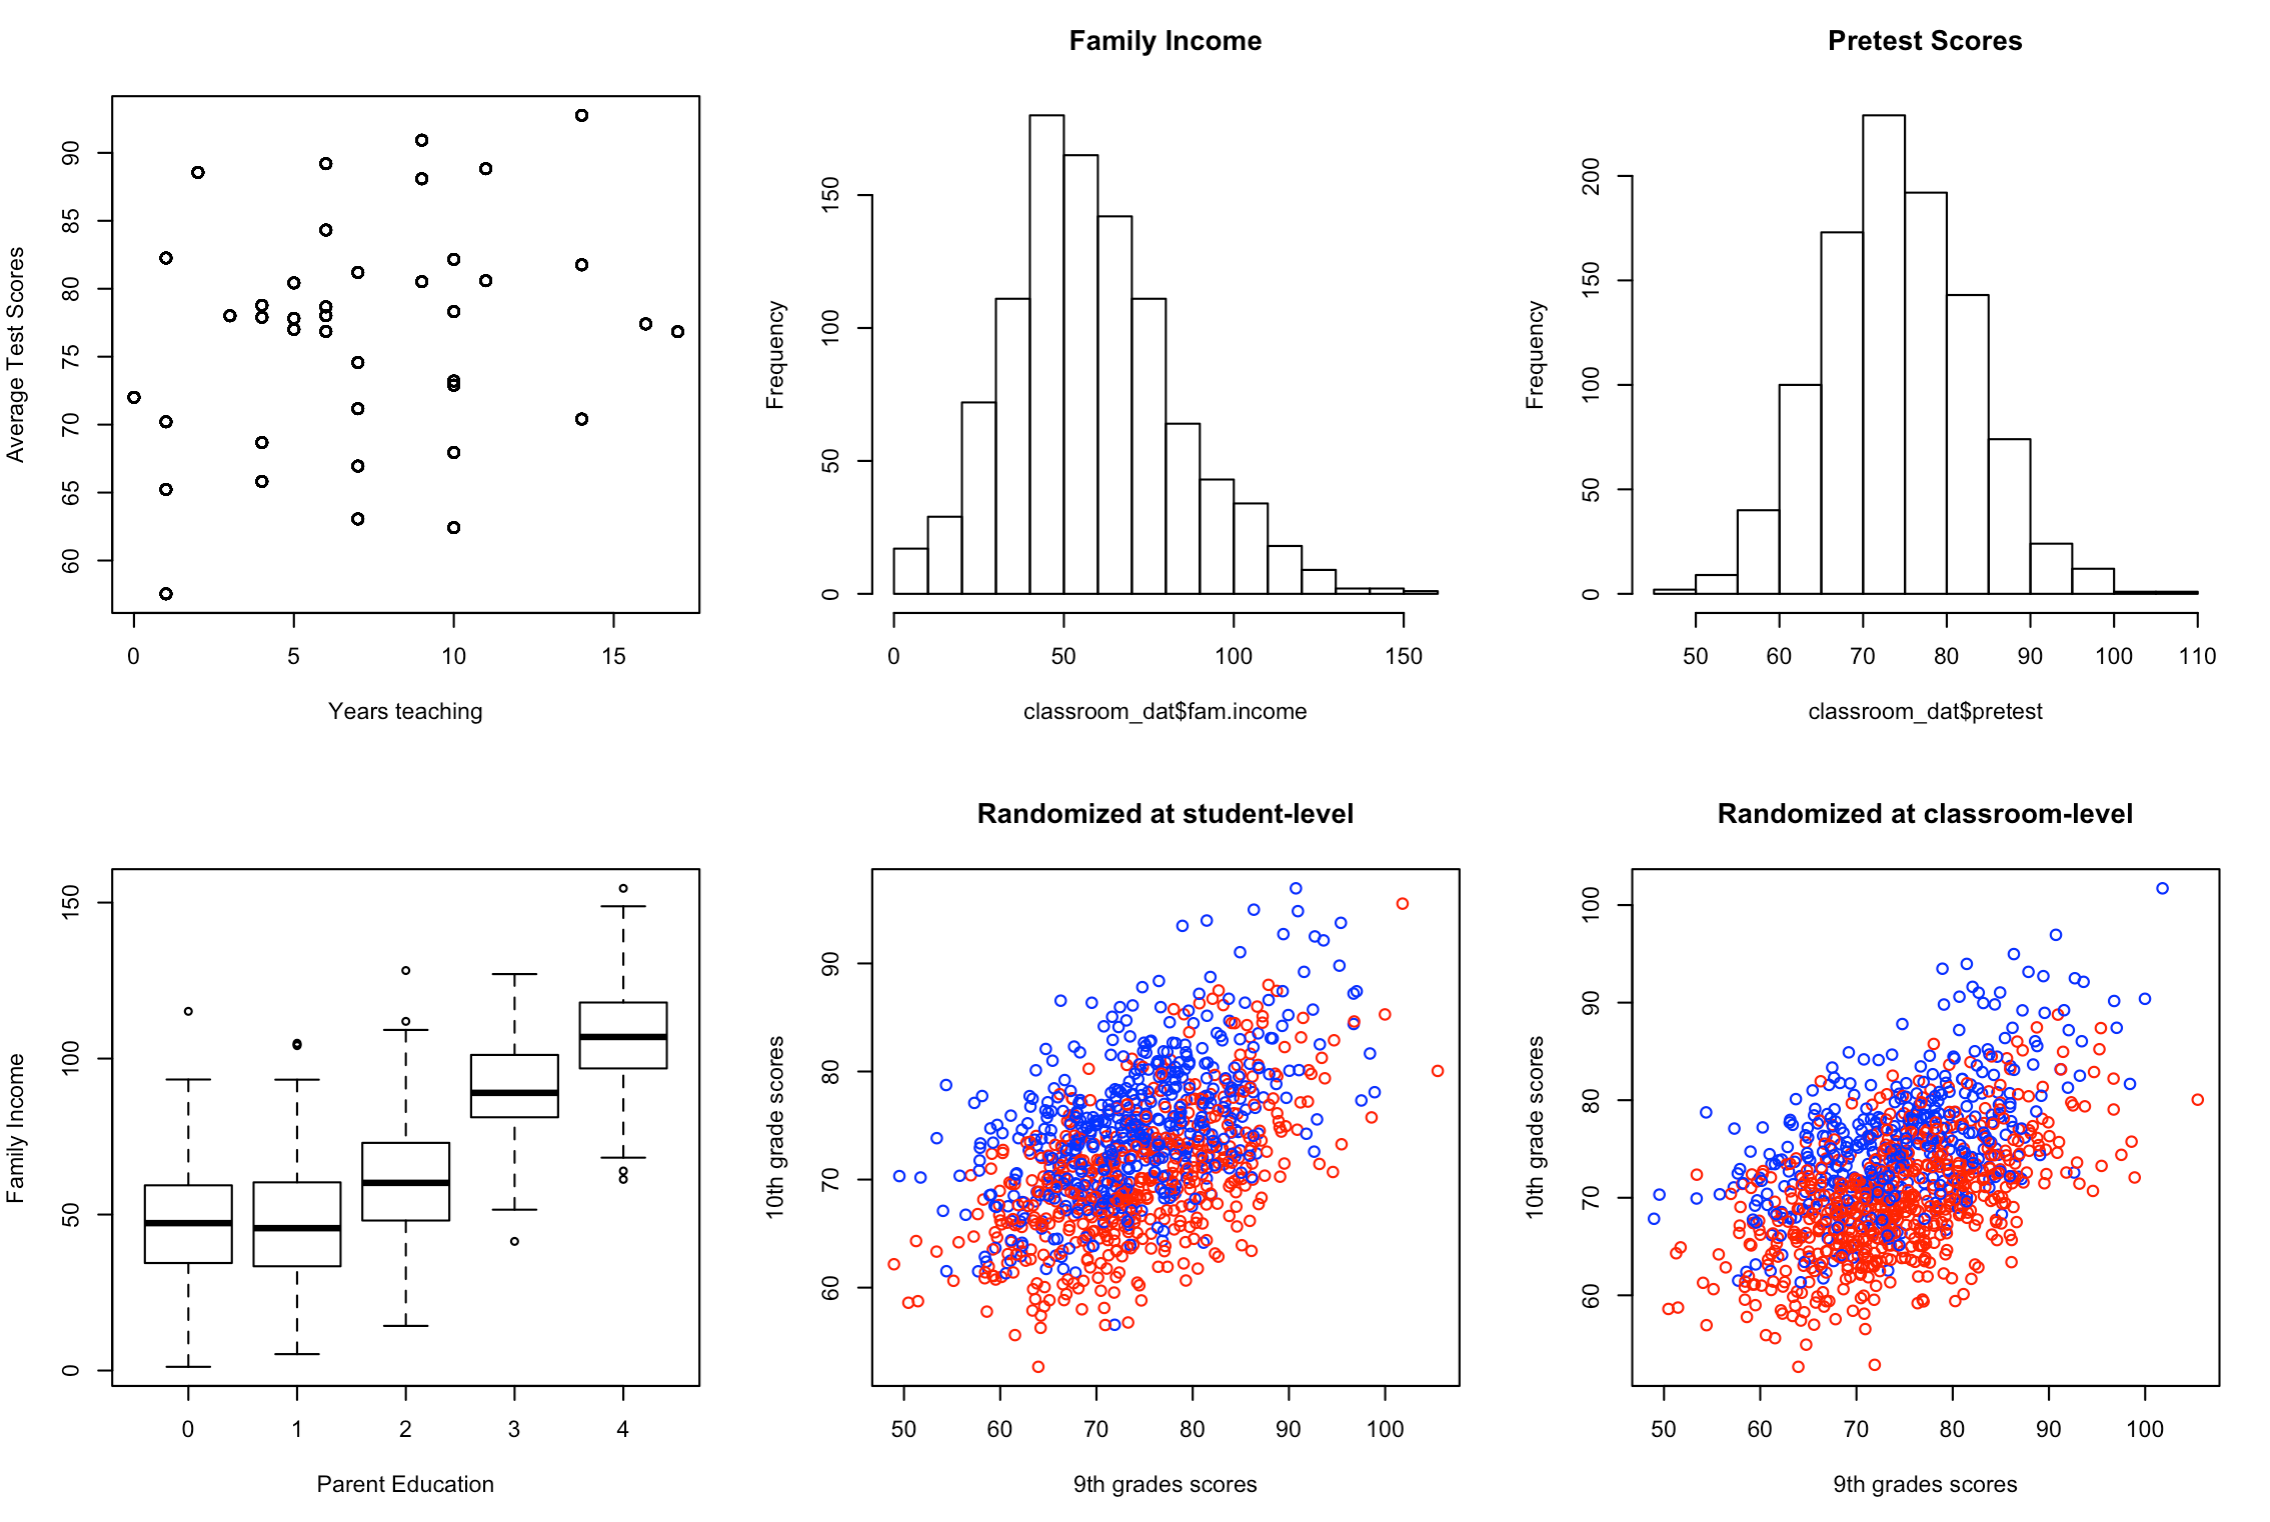 Average Test Scores
90
85
80
75
70
65
60
0 5 10 15
Years teaching
Family Income
Frequency
150
100
50
0
0 50 100 150
classroom_dat$fam.income
Pretest Scores
Frequency
200
150
100
50
0
50 60 70 80 90 100 110
classroom_dat$pretest
Family Income
150
100
50
0
0 1 2 3 4
Parent Education
Randomized at student-level
10th grade scores
90
80
70
60
50 60 70 80 90 100
9th grades scores
Randomized at classroom-level
10th grade scores
100
90
80
70
60
50 60 70 80 90 100
9th grades scores